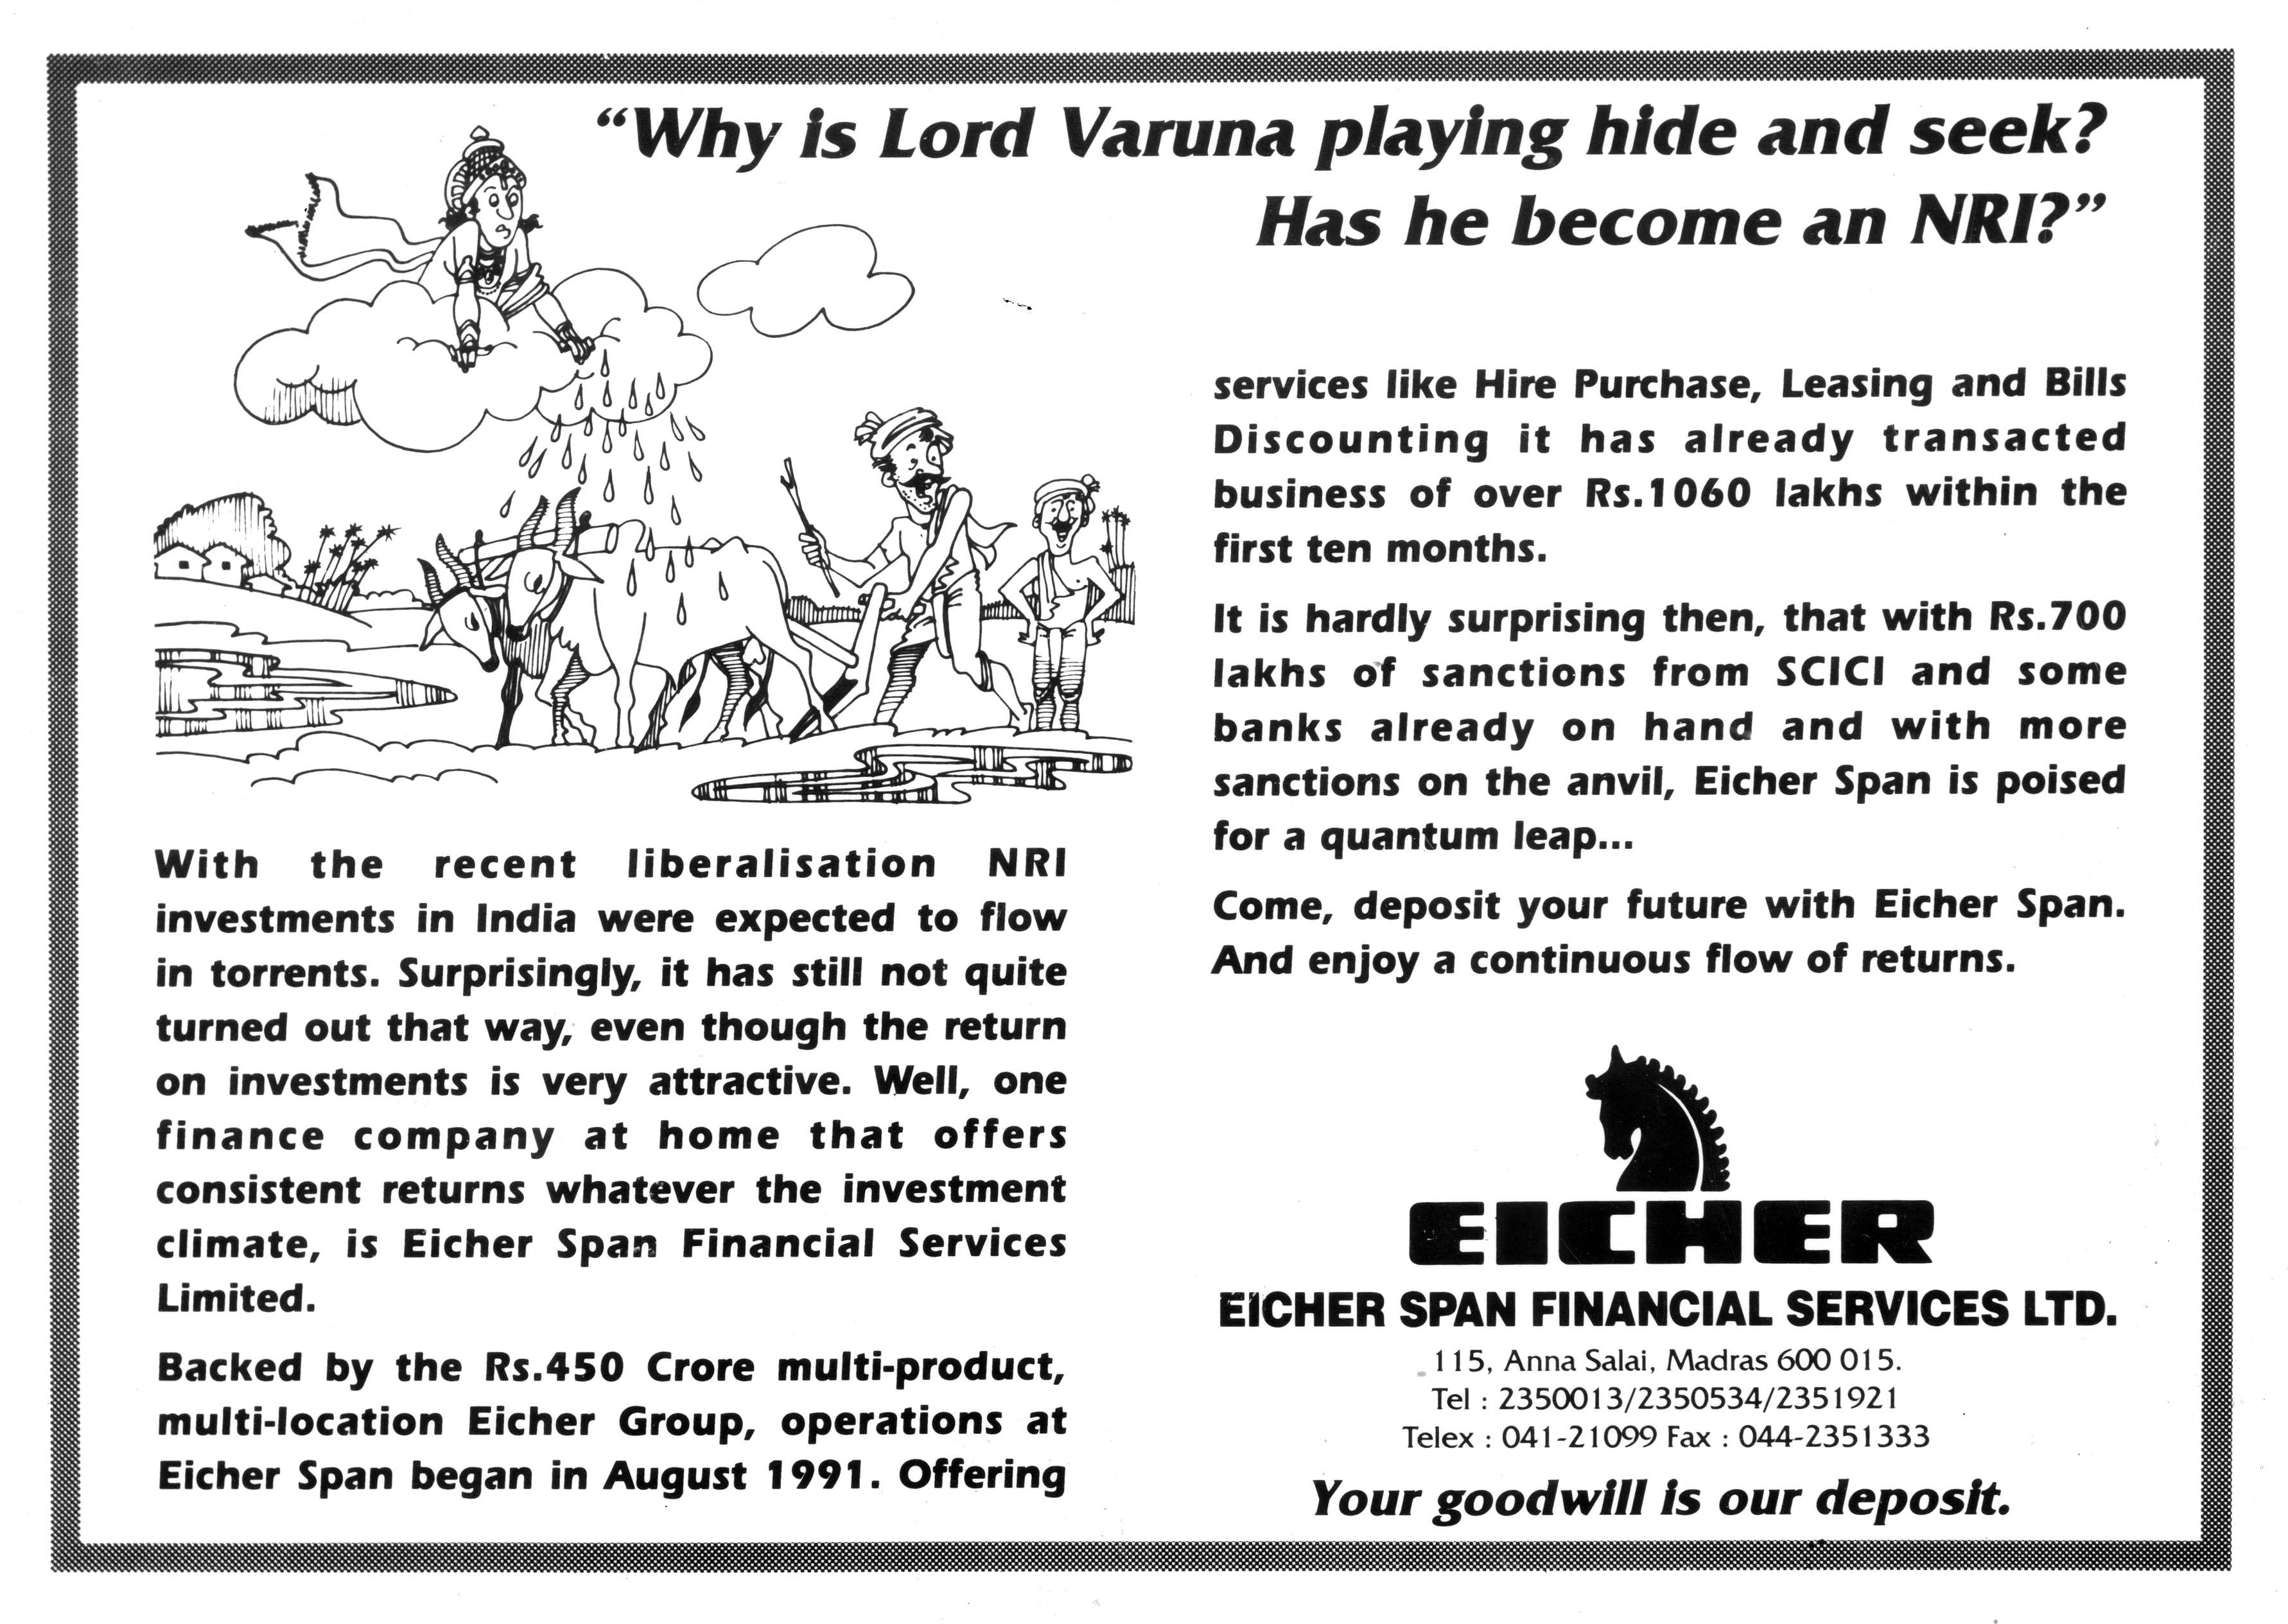 “Why is Lord Varuna playing hide and seek?
Has he become an NRI?”
With the recent liberalisation NRI
investments in India were expected to flow
in torrents. Surprisingly, it has still not quite
turned out that way, even though the return
on investments is very attractive. Well, one
finance company at home that offers
consistent returns whatever the investment
climate, is Eicher Span Financial Services
Limited.
Backed by the Rs.450 Crore multi-product,
multi-location Eicher Group, operations at
Eicher Span began in August 1991. Offering
services like Hire Purchase, Leasing and Bills
Discounting it has already transacted
business of over Rs.1060 lakhs within the
first ten months.
It is hardly surprising then, that with Rs.700
lakhs of sanctions from SCICI and some
banks already on hand and with more
sanctions on the anvil, Eicher Span is poised
for a quantum leap...
Come, deposit your future with Eicher Span.
And enjoy a continuous flow of returns.
EICHER
EICHER SPAN FINANCIAL SERVICES LTD.
115, Anna Salai, Madras 600 015.
Tel : 2350013/2350534/2351921
Telex : 041-21099 Fax : 044-2351333
Your goodwill is our deposit.